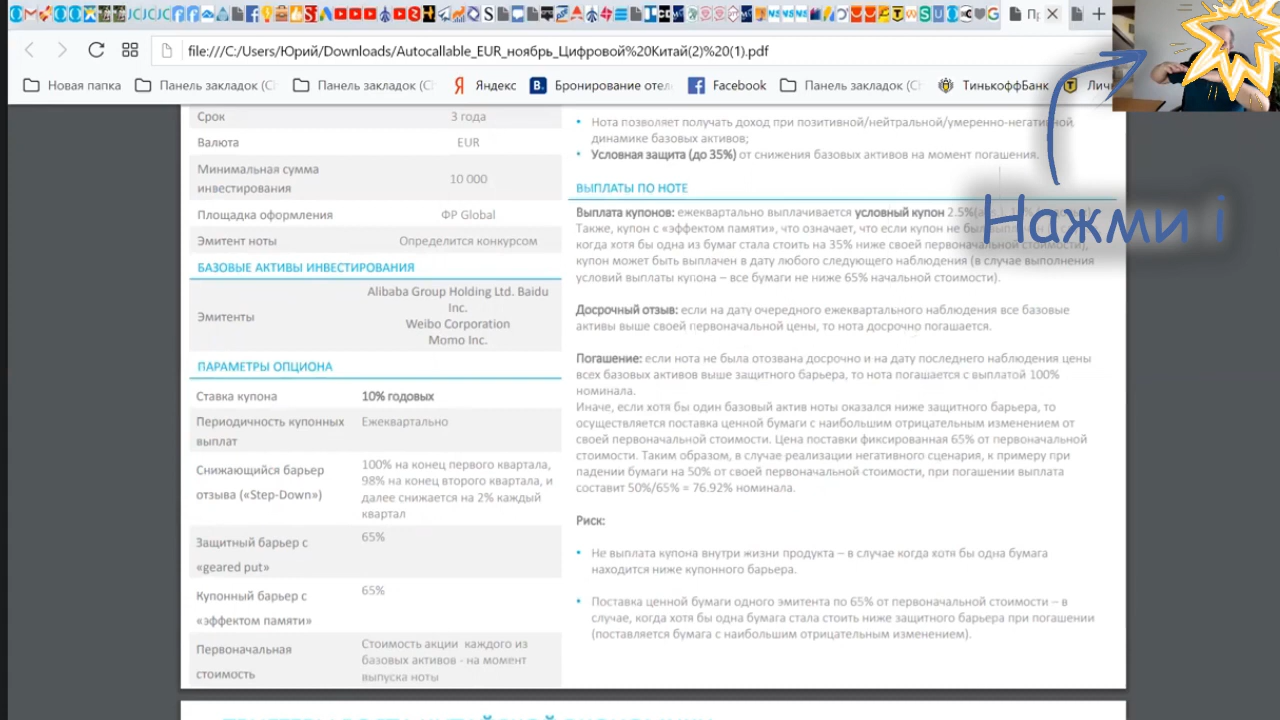 file:///C:/Users/Юрий/Downloads/Autocallable_EUR_ноябрь_Цифровой%20Китай(2)%20(1).pdf
Новая папка
Панель закладок (Ch
Панель закладок (Ch
Яндекс
Бронирование отел
Facebook
Панель закладок (Ch
ТинькоффБанк
Нажми i
Срок 3 года
Валюта EUR
Минимальная сумма
инвестирования
10 000
Площадка оформления ФР Global
Эмитент ноты Определится конкурсом
БАЗОВЫЕ АКТИВЫ ИНВЕСТИРОВАНИЯ
Эмитенты
Alibaba Group Holding Ltd. Baidu
Inc.
Weibo Corporation
Momo Inc.
ПАРАМЕТРЫ ОПЦИОНА
Ставка купона 10% годовых
Периодичность купонных
выплат
Ежеквартально
Снижающийся барьер
отзыва («Step-Down»)
100% на конец первого квартала,
98% на конец второго квартала, и
далее снижается на 2% каждый
квартал
Защитный барьер с
«geared put»
65%
Купонный барьер с
«эффектом памяти»
65%
Первоначальная
стоимость
Стоимость акции каждого из
базовых активов - на момент
выпуска ноты
• Нота позволяет получать доход при позитивной/нейтральной/умеренно-негативной
динамике базовых активов;
• Условная защита (до 35%) от снижения базовых активов на момент погашения.
ВЫПЛАТЫ ПО НОТЕ
Выплата купонов: ежеквартально выплачивается условный купон 2.5%
Также, купон с «эффектом памяти», что означает, что если купон не был
когда хотя бы одна из бумаг стала стоить на 35% ниже своей первоначальной стоимости),
купон может быть выплачен в дату любого следующего наблюдения (в случае выполнения
условий выплаты купона – все бумаги не ниже 65% начальной стоимости).
Досрочный отзыв: если на дату очередного ежеквартального наблюдения все базовые
активы выше своей первоначальной цены, то нота досрочно погашается.
Погашение: если нота не была отозвана досрочно и на дату последнего наблюдения цены
всех базовых активов выше защитного барьера, то нота погашается с выплатой 100%
номинала.
Иначе, если хотя бы один базовый актив ноты оказался ниже защитного барьера, то
осуществляется поставка ценной бумаги с наибольшим отрицательным изменением от
своей первоначальной стоимости. Цена поставки фиксированная 65% от первоначальной
стоимости. Таким образом, в случае реализации негативного сценария, к примеру при
падении бумаги на 50% от своей первоначальной стоимости, при погашении выплата
составит 50%/65% = 76.92% номинала.
Риск:
• Не выплата купона внутри жизни продукта – в случае когда хотя бы одна бумага
находится ниже купонного барьера.
• Поставка ценной бумаги одного эмитента по 65% от первоначальной стоимости – в
случае, когда хотя бы одна бумага стала стоить ниже защитного барьера при погашении
(поставляется бумага с наибольшим отрицательным изменением).